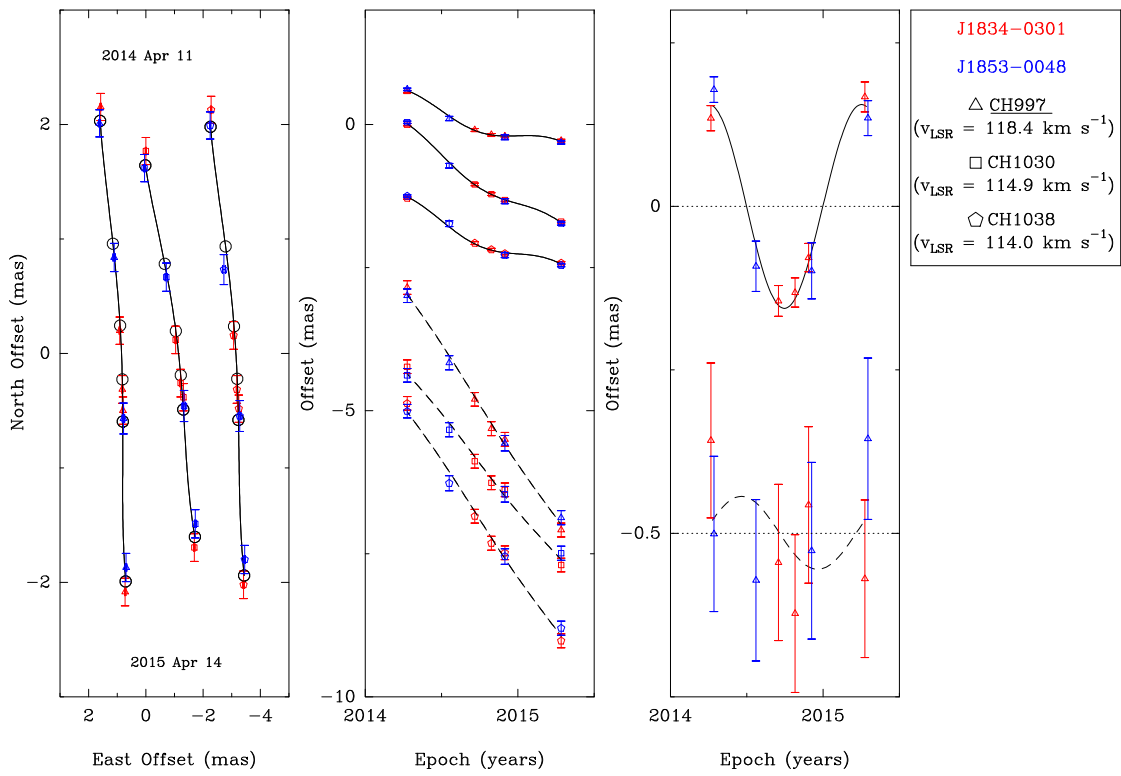 2014 Apr 11
2015 Apr 14
2
0
−2
2
0
−2
−4
North Offset (mas)
East Offset (mas)
0
−5
−10
2014
2015
Offset (mas)
Epoch (years)
0
−0.5
2014
2015
Offset (mas)
Epoch (years)
J1834−0301
J1853−0048
CH997
(vLSR = 118.4 km s−1)
CH1030
(vLSR = 114.9 km s−1)
CH1038
(vLSR = 114.0 km s−1)